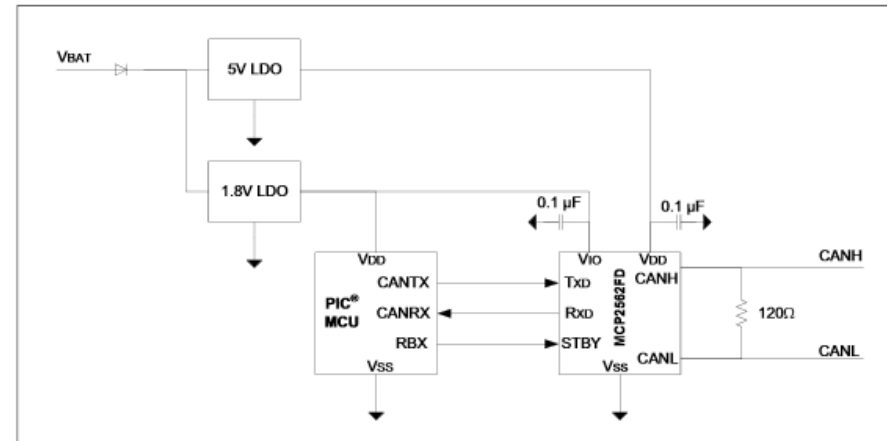 VBAT
5V LDO
1.8V LDO
0.1 µF
0.1 µF
VDD
VIO
VDD
CANH
CANTX
TXD
CANH
PIC®
MCU
CANRX
RXD
MCP2562FD
120Ω
RBX
STBY
CANL
CANL
VSS
VSS